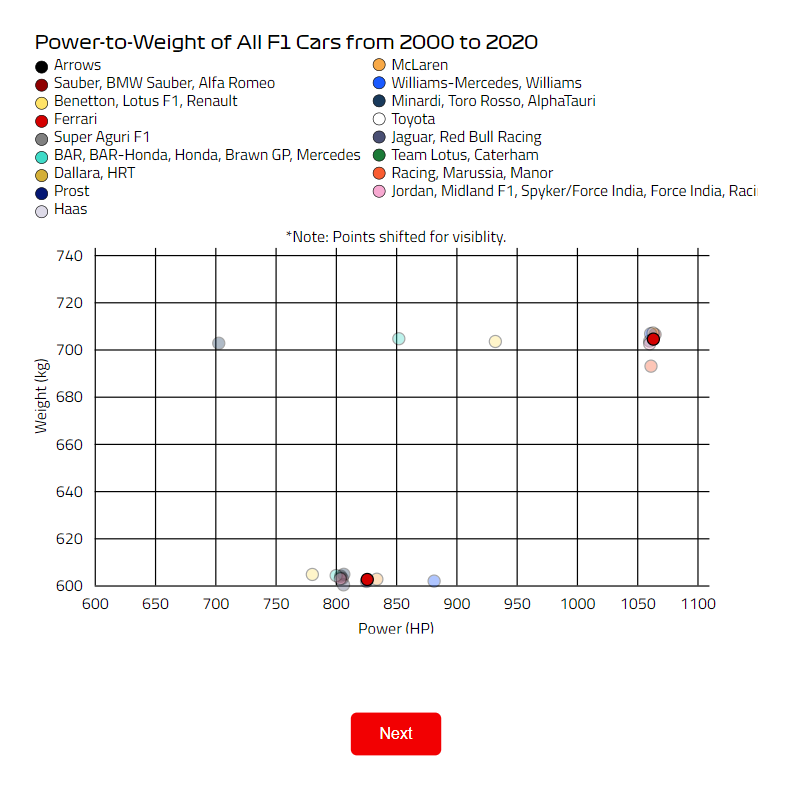 Power-to-Weight of All F1 Cars from 2000 to 2020
Arrows
Sauber, BMW Sauber, Alfa Romeo
Benetton, Lotus F1, Renault
Ferrari
Super Aguri F1
BAR, BAR-Honda, Honda, Brawn GP, Mercedes
Dallara, HRT
Prost
Haas
McLaren
Williams-Mercedes, Williams
Minardi, Toro Rosso, AlphaTauri
Toyota
Jaguar, Red Bull Racing
Team Lotus, Caterham
Racing, Marussia, Manor
Jordan, Midland F1, Spyker/Force India, Force India, Raci
*Note: Points shifted for visiblity.
740
720
700
680
660
640
620
600
Weight (kg)
600 650 700 750 800 850 900 950 1000 1050 1100
Power (HP)
Next